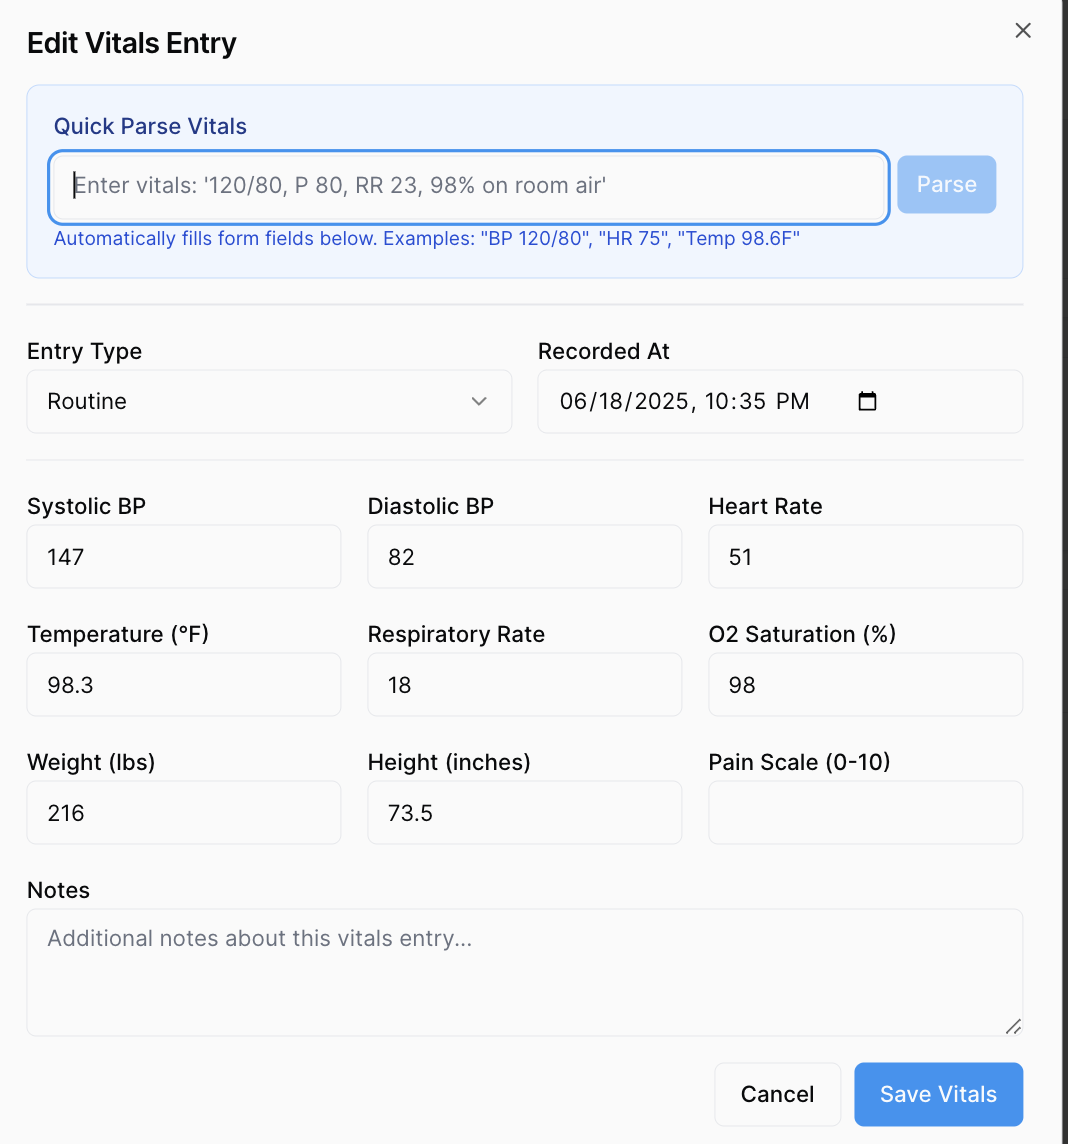 Edit Vitals Entry
Quick Parse Vitals
Enter vitals: '120/80, P 80, RR 23, 98% on room air'
Parse
Automatically fills form fields below. Examples: "BP 120/80", "HR 75", "Temp 98.6F"
Entry Type
Recorded At
Routine
06/18/2025, 10:35 PM
Systolic BP
Diastolic BP
Heart Rate
147
82
51
Temperature (°F)
Respiratory Rate
O2 Saturation (%)
98.3
18
98
Weight (lbs)
Height (inches)
Pain Scale (0-10)
216
73.5
Notes
Additional notes about this vitals entry...
Cancel
Save Vitals